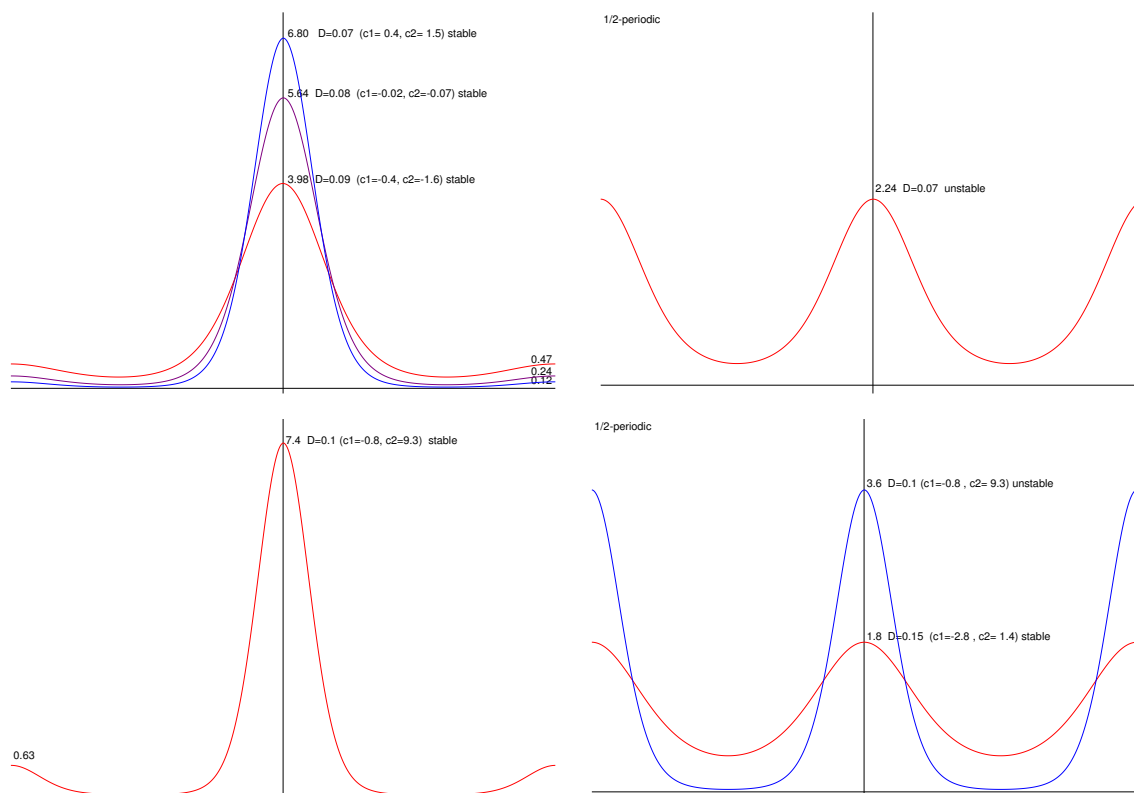 6.80 D=0.07 (c1= 0.4, c2= 1.5) stable
5.64 D=0.08 (c1=-0.02, c2=-0.07) stable
3.98 D=0.09 (c1=-0.4, c2=-1.6) stable
0.47
0.24
0.12
1/2-periodic
2.24 D=0.07 unstable
7.4 D=0.1 (c1=-0.8, c2=9.3) stable
0.63
1/2-periodic
3.6 D=0.1 (c1=-0.8 , c2= 9.3) unstable
1.8 D=0.15 (c1=-2.8 , c2= 1.4) stable